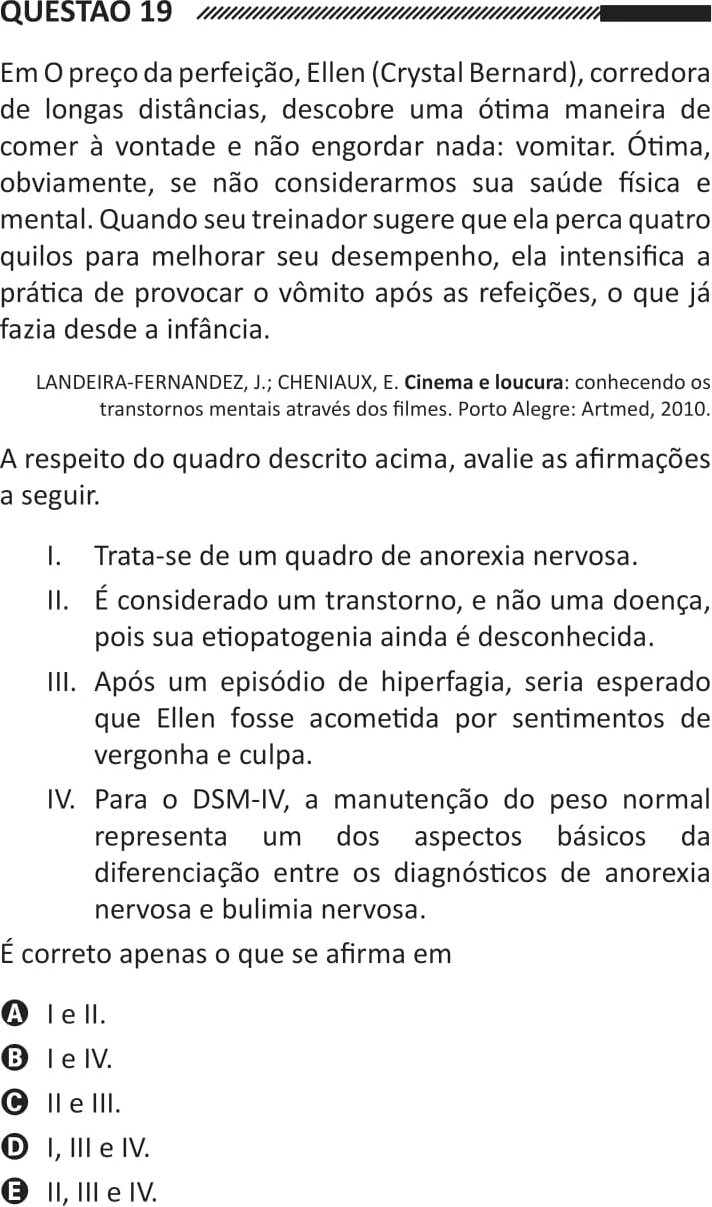 QUESTÃO 19
Em O preço da perfeição, Ellen (Crystal Bernard), corredora
de longas distâncias, descobre uma ótima maneira de
comer à vontade e não engordar nada: vomitar. Ótima,
obviamente, se não considerarmos sua saúde física e
mental. Quando seu treinador sugere que ela perca quatro
quilos para melhorar seu desempenho, ela intensifica a
prática de provocar o vômito após as refeições, o que já
fazia desde a infância.
LANDEIRA-FERNANDEZ, J.; CHENIAUX, E. Cinema e loucura: conhecendo os
transtornos mentais através dos filmes. Porto Alegre: Artmed, 2010.
A respeito do quadro descrito acima, avalie as afirmações
a seguir.
I. Trata-se de um quadro de anorexia nervosa.
II. É considerado um transtorno, e não uma doença,
pois sua etiopatogenia ainda é desconhecida.
III. Após um episódio de hiperfagia, seria esperado
que Ellen fosse acometida por sentimentos de
vergonha e culpa.
IV. Para o DSM-IV, a manutenção do peso normal
representa um dos aspectos básicos da
diferenciação entre os diagnósticos de anorexia
nervosa e bulimia nervosa.
É correto apenas o que se afirma em
A I e II.
B I e IV.
C II e III.
D I, III e IV.
E II, III e IV.